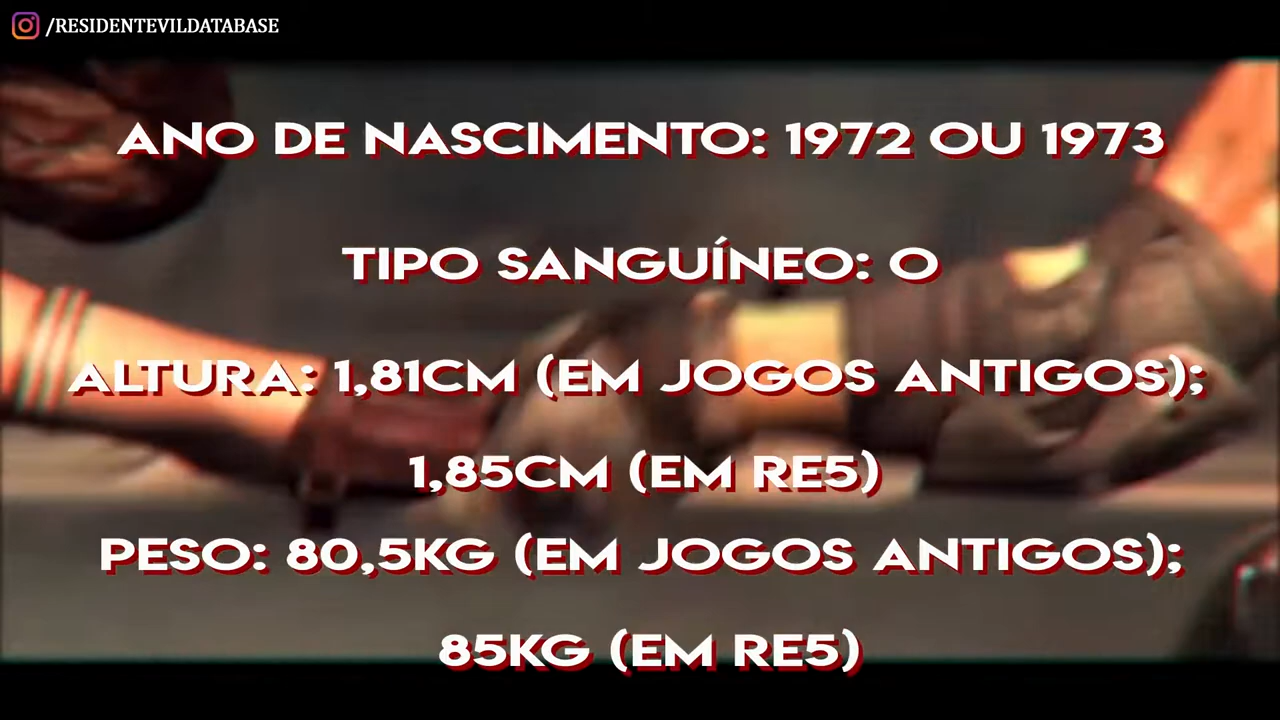 /RESIDENTEVILDATABASE
ANO DE NASCIMENTO: 1972 OU 1973
TIPO SANGUÍNEO: O
ALTURA: 1,81CM (EM JOGOS ANTIGOS);
1,85CM (EM RE5)
PESO: 80,5KG (EM JOGOS ANTIGOS);
85KG (EM RE5)